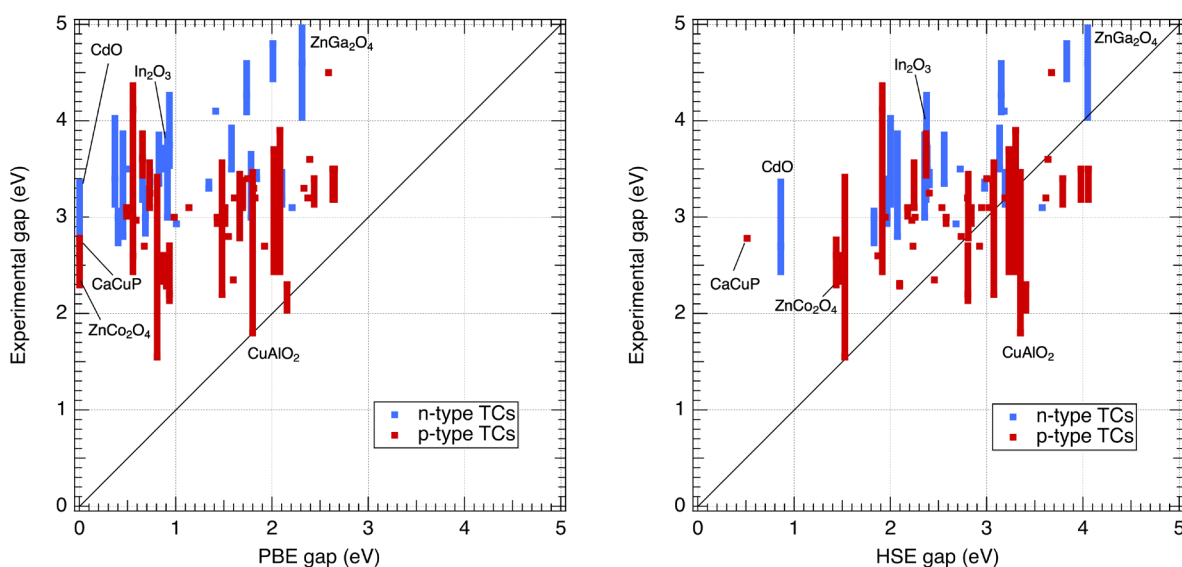 5
4
3
2
1
0
Experimental gap (eV)
CdO
In₂O₃
ZnGa₂O₄
CaCuP
ZnCo₂O₄
CuAlO₂
n-type TCs
p-type TCs
0 1 2 3 4 5
PBE gap (eV)
5
4
3
2
1
0
Experimental gap (eV)
ZnGa₂O₄
In₂O₃
CdO
CaCuP
ZnCo₂O₄
CuAlO₂
n-type TCs
p-type TCs
0 1 2 3 4 5
HSE gap (eV)